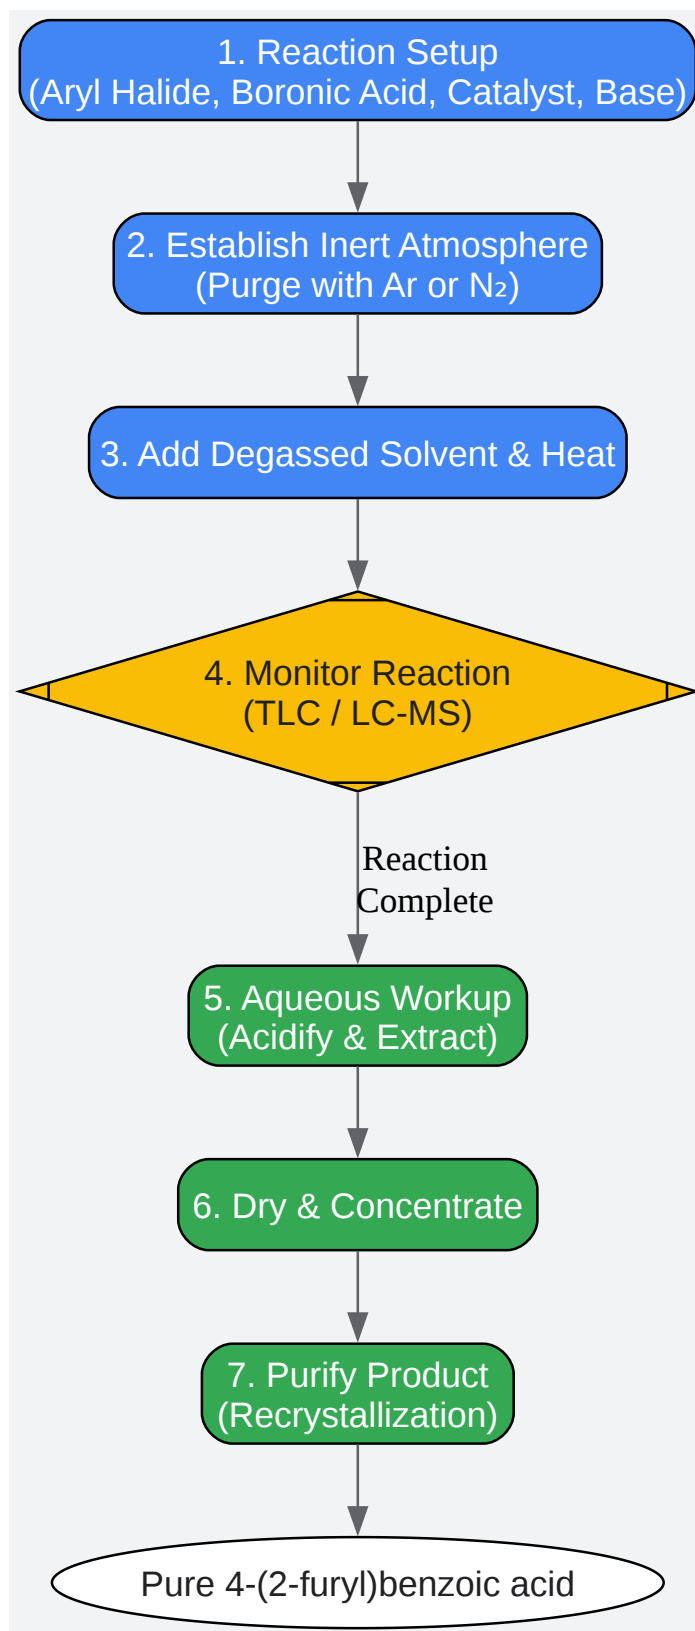 1. Reaction Setup
(Aryl Halide, Boronic Acid, Catalyst, Base)
2. Establish Inert Atmosphere
(Purge with Ar or N₂)
3. Add Degassed Solvent & Heat
4. Monitor Reaction
(TLC / LC-MS)
Reaction
Complete
5. Aqueous Workup
(Acidify & Extract)
6. Dry & Concentrate
7. Purify Product
(Recrystallization)
Pure 4-(2-furyl)benzoic acid